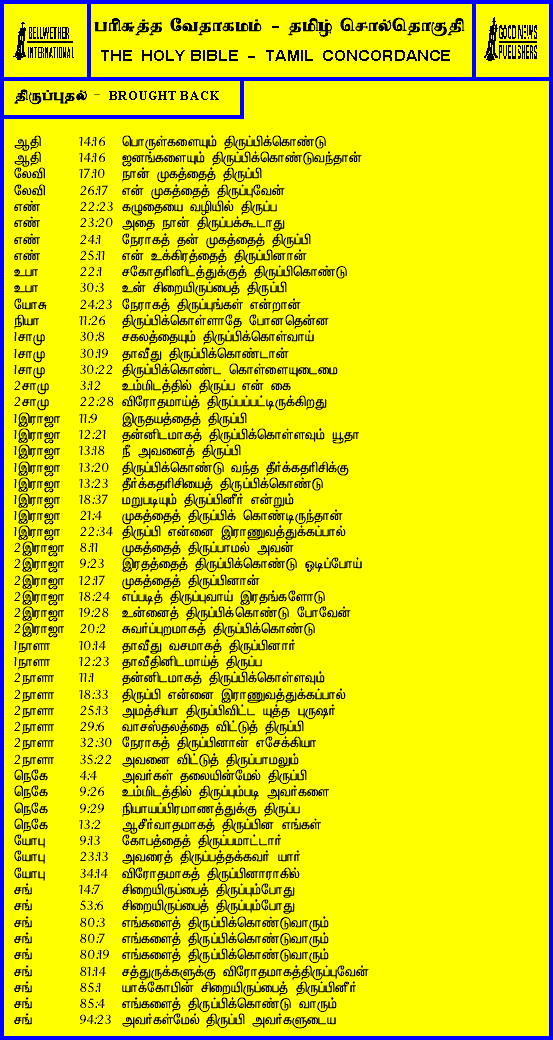 BELLWETHER
INTERNATIONAL
பரிசுத்த வேதாகமம் - தமிழ் சொல்தொகுதி
THE HOLY BIBLE - TAMIL CONCORDANCE
GOOD NEWS
PUBLISHERS
திருப்புதல் - BROUGHT BACK
ஆதி 14:16 பொருள்களையும் திருப்பிக்கொண்டு
ஆதி 14:16 ஜனங்களையும் திருப்பிக்கொண்டுவந்தான்
லேவி 17:10 நான் முகத்தைத் திருப்பி
லேவி 26:17 என் முகத்தைத் திருப்புவேன்
எண் 22:23 கழுதையை வழியில் திருப்ப
எண் 23:20 அதை நான் திருப்பக்கூடாது
எண் 24:1 நேராகத் தன் முகத்தைத் திருப்பி
எண் 25:11 என் உக்கிரத்தைத் திருப்பினான்
உபா 22:1 சகோதரினிடத்துக்குத் திருப்பிகொண்டு
உபா 30:3 உன் சிறையிருப்பைத் திருப்பி
யோசு 24:23 நேராகத் திருப்புங்கள் என்றான்
நியா 11:26 திருப்பிக்கொள்ளாதே போனதென்ன
1சாமு 30:8 சகலத்தையும் திருப்பிக்கொள்வாய்
1சாமு 30:19 தாவீது திருப்பிக்கொண்டான்
1சாமு 30:22 திருப்பிக்கொண்ட கொள்ளையுடைமை
2சாமு 3:12 உம்மிடத்தில் திருப்ப என் கை
2சாமு 22:28 விரோதமாய்த் திருப்பப்பட்டிருக்கிறது
1இராஜா 11:9 இருதயத்தைத் திருப்பி
1இராஜா 12:21 தன்னிடமாகத் திருப்பிக்கொள்ளவும் யூதா
1இராஜா 13:18 நீ அவனைத் திருப்பி
1இராஜா 13:20 திருப்பிக்கொண்டு வந்த தீர்க்கதரிசிக்கு
1இராஜா 13:23 தீர்க்கதரிசியைத் திருப்பிக்கொண்டு
1இராஜா 18:37 மறுபடியும் திருப்பினீர் என்றும்
1இராஜா 21:4 முகத்தைத் திருப்பிக் கொண்டிருந்தான்
1இராஜா 22:34 திருப்பி என்னை இராணுவத்துக்கப்பால்
2இராஜா 8:11 முகத்தைத் திருப்பாமல் அவன்
2இராஜா 9:23 இரதத்தைத் திருப்பிக்கொண்டு ஓடிப்போய்
2இராஜா 12:17 முகத்தைத் திருப்பினான்
2இராஜா 18:24 எப்படித் திருப்புவாய் இரதங்களோடு
2இராஜா 19:28 உன்னைத் திருப்பிக்கொண்டு போவேன்
2இராஜா 20:2 சுவர்ப்புறமாகத் திருப்பிக்கொண்டு
1நாளா 10:14 தாவீது வசமாகத் திருப்பினார்
1நாளா 12:23 தாவீதினிடமாய்த் திருப்ப
2நாளா 11:1 தன்னிடமாகத் திருப்பிக்கொள்ளவும்
2நாளா 18:33 திருப்பி என்னை இராணுவத்துக்கப்பால்
2நாளா 25:13 அமத்சியா திருப்பிவிட்ட யுத்த புருஷர்
2நாளா 29:6 வாசஸ்தலத்தை விட்டுத் திருப்பி
2நாளா 32:30 நேராகத் திருப்பினான் எசேக்கியா
2நாளா 35:22 அவனை விட்டுத் திருப்பாமலும்
நெகே 4:4 அவர்கள் தலையின்மேல் திருப்பி
நெகே 9:26 உம்மிடத்தில் திருப்பும்படி அவர்களை
நெகே 9:29 நியாயப்பிரமாணத்துக்கு திருப்ப
நெகே 13:2 ஆசீர்வாதமாகத் திருப்பின எங்கள்
யோபு 9:13 கோபத்தைத் திருப்பமாட்டார்
யோபு 23:13 அவரைத் திருப்பத்தக்கவர் யார்
யோபு 34:14 விரோதமாகத் திருப்பினாராகில்
சங் 14:7 சிறையிருப்பைத் திருப்பும்போது
சங் 53:6 சிறையிருப்பைத் திருப்பும்போது
சங் 80:3 எங்களைத் திருப்பிக்கொண்டுவாரும்
சங் 80:7 எங்களைத் திருப்பிக்கொண்டுவாரும்
சங் 80:19 எங்களைத் திருப்பிக்கொண்டுவாரும்
சங் 81:14 சத்துருக்களுக்கு விரோதமாகத்திருப்புவேன்
சங் 85:1 யாக்கோபின் சிறையிருப்பைத் திருப்பினீர்
சங் 85:4 எங்களைத் திருப்பிக்கொண்டு வாரும்
சங் 94:23 அவர்கள்மேல் திருப்பி அவர்களுடைய